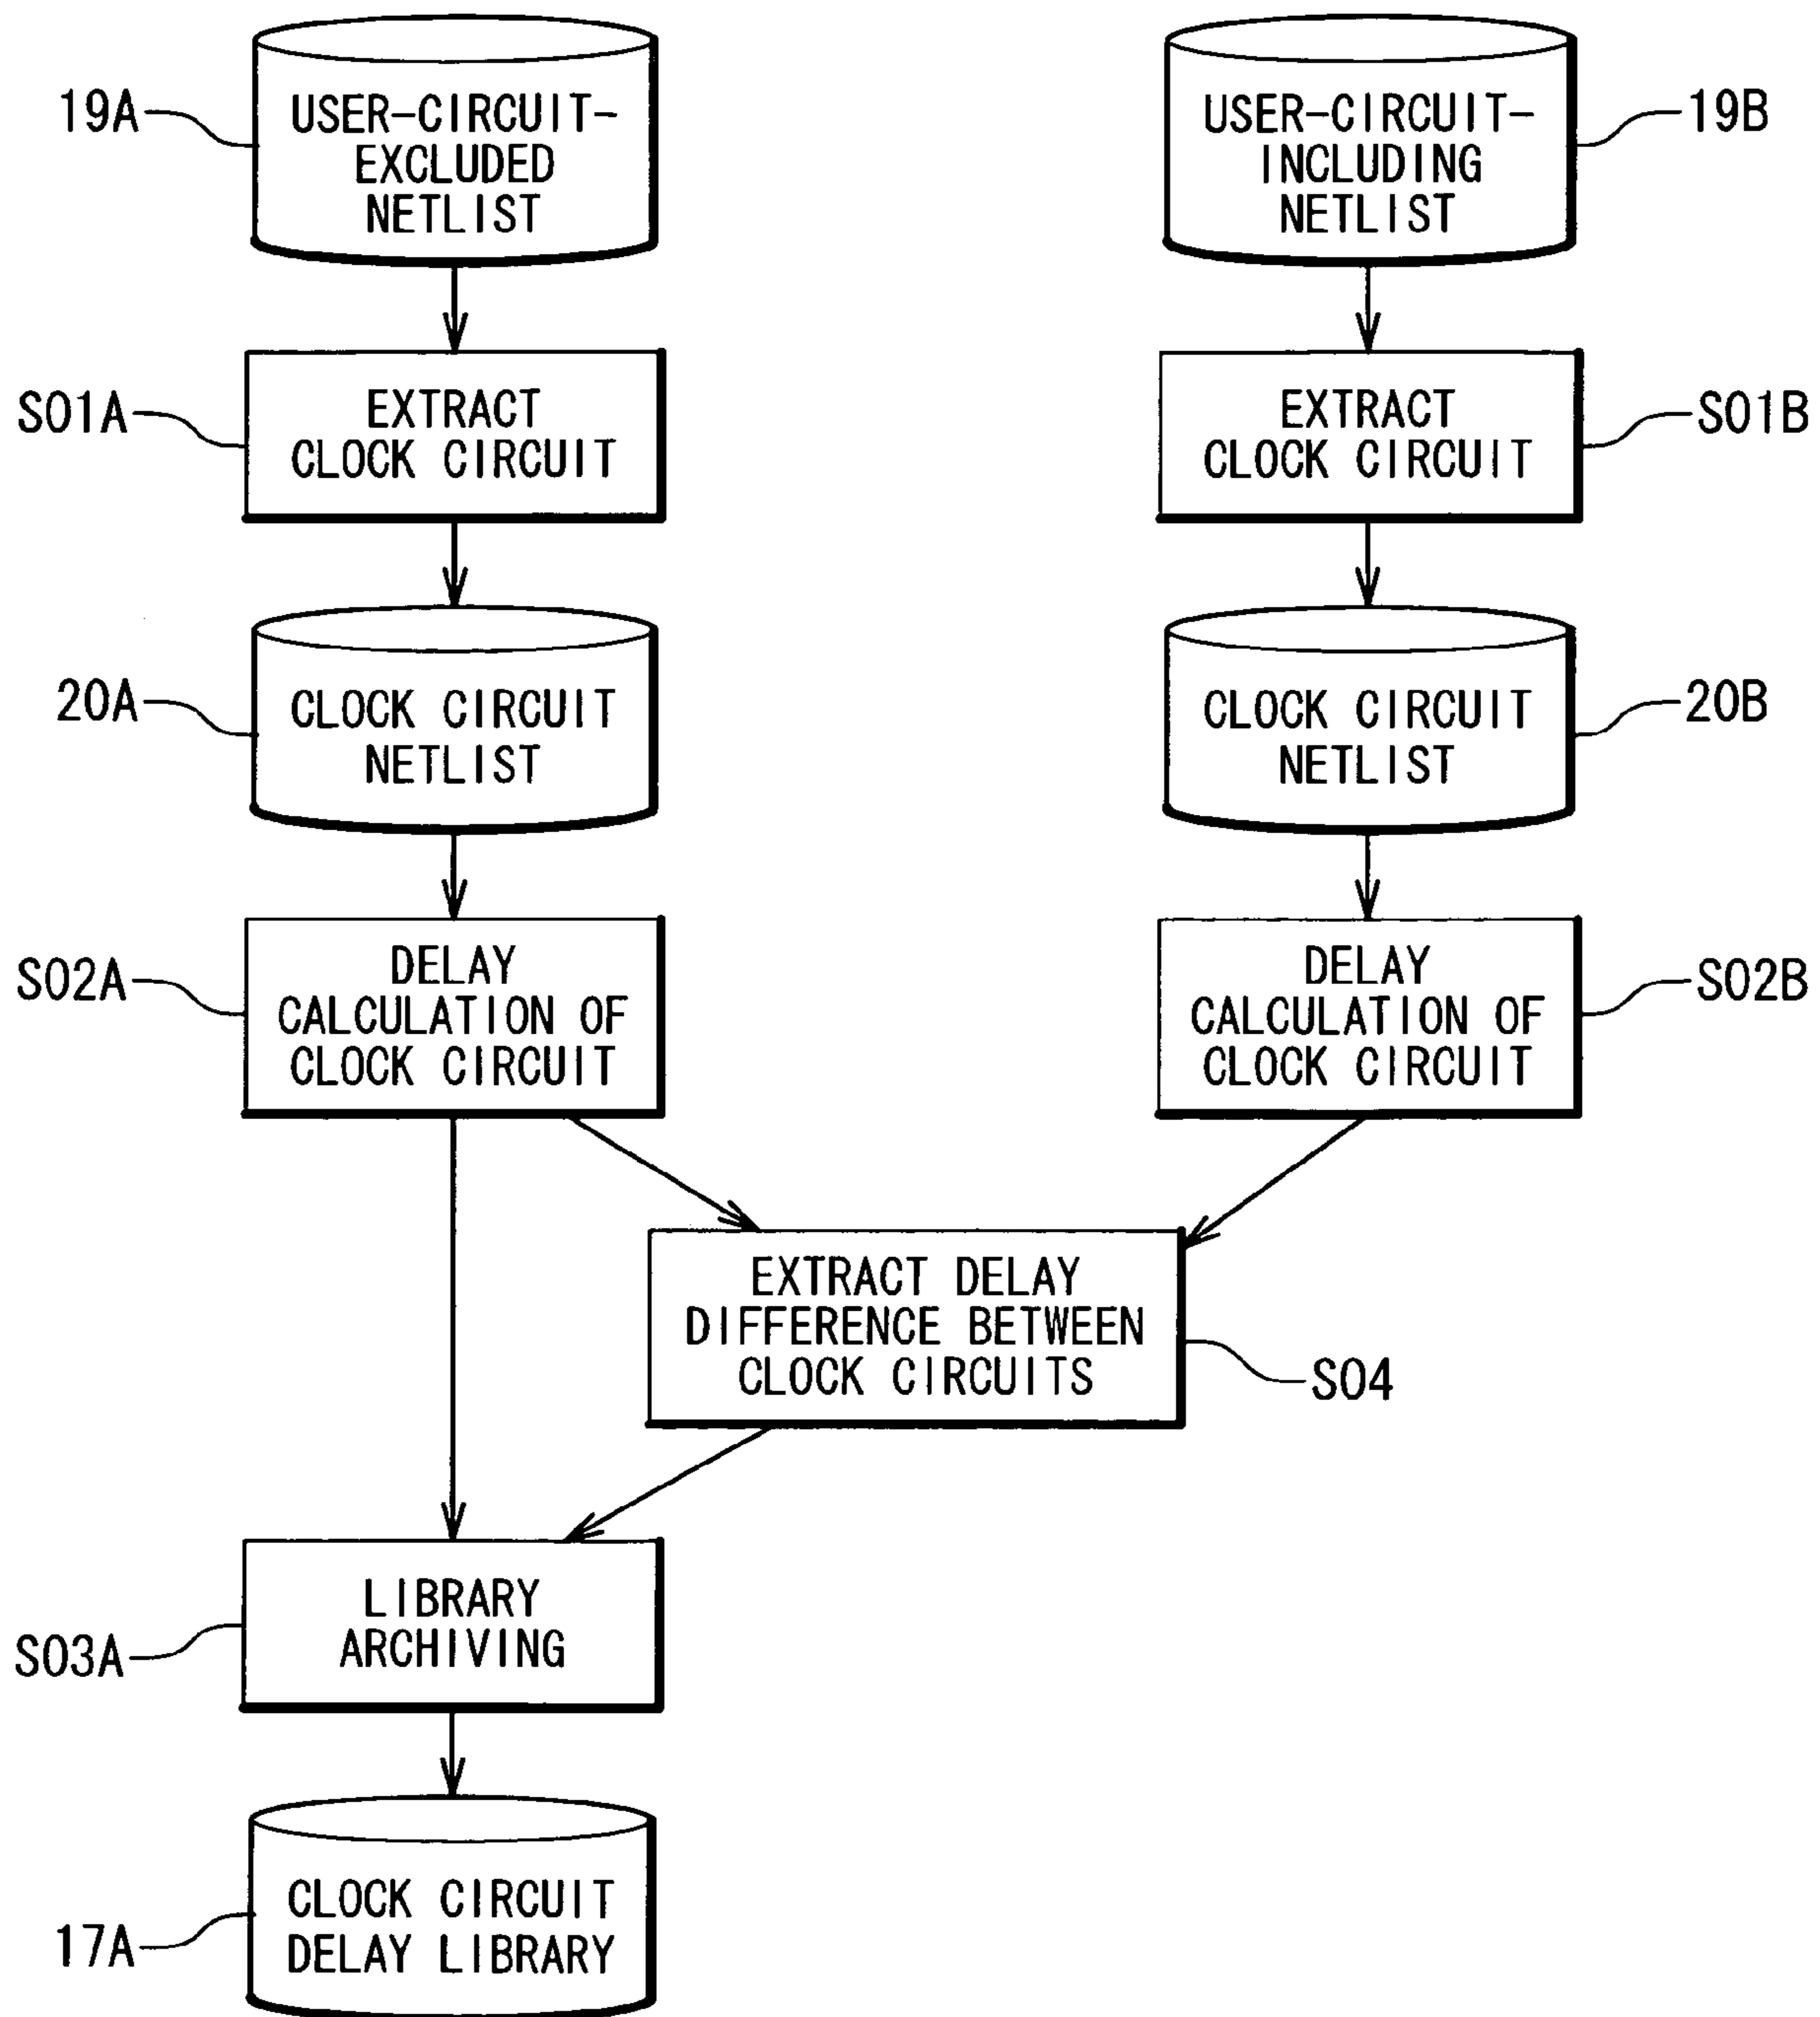 19A
USER-CIRCUIT-
EXCLUDED
NETLIST
USER-CIRCUIT-
INCLUDING
NETLIST
19B
S01A
EXTRACT
CLOCK CIRCUIT
EXTRACT
CLOCK CIRCUIT
S01B
20A
CLOCK CIRCUIT
NETLIST
CLOCK CIRCUIT
NETLIST
20B
S02A
DELAY
CALCULATION OF
CLOCK CIRCUIT
DELAY
CALCULATION OF
CLOCK CIRCUIT
S02B
EXTRACT DELAY
DIFFERENCE BETWEEN
CLOCK CIRCUITS
S04
S03A
LIBRARY
ARCHIVING
17A
CLOCK CIRCUIT
DELAY LIBRARY